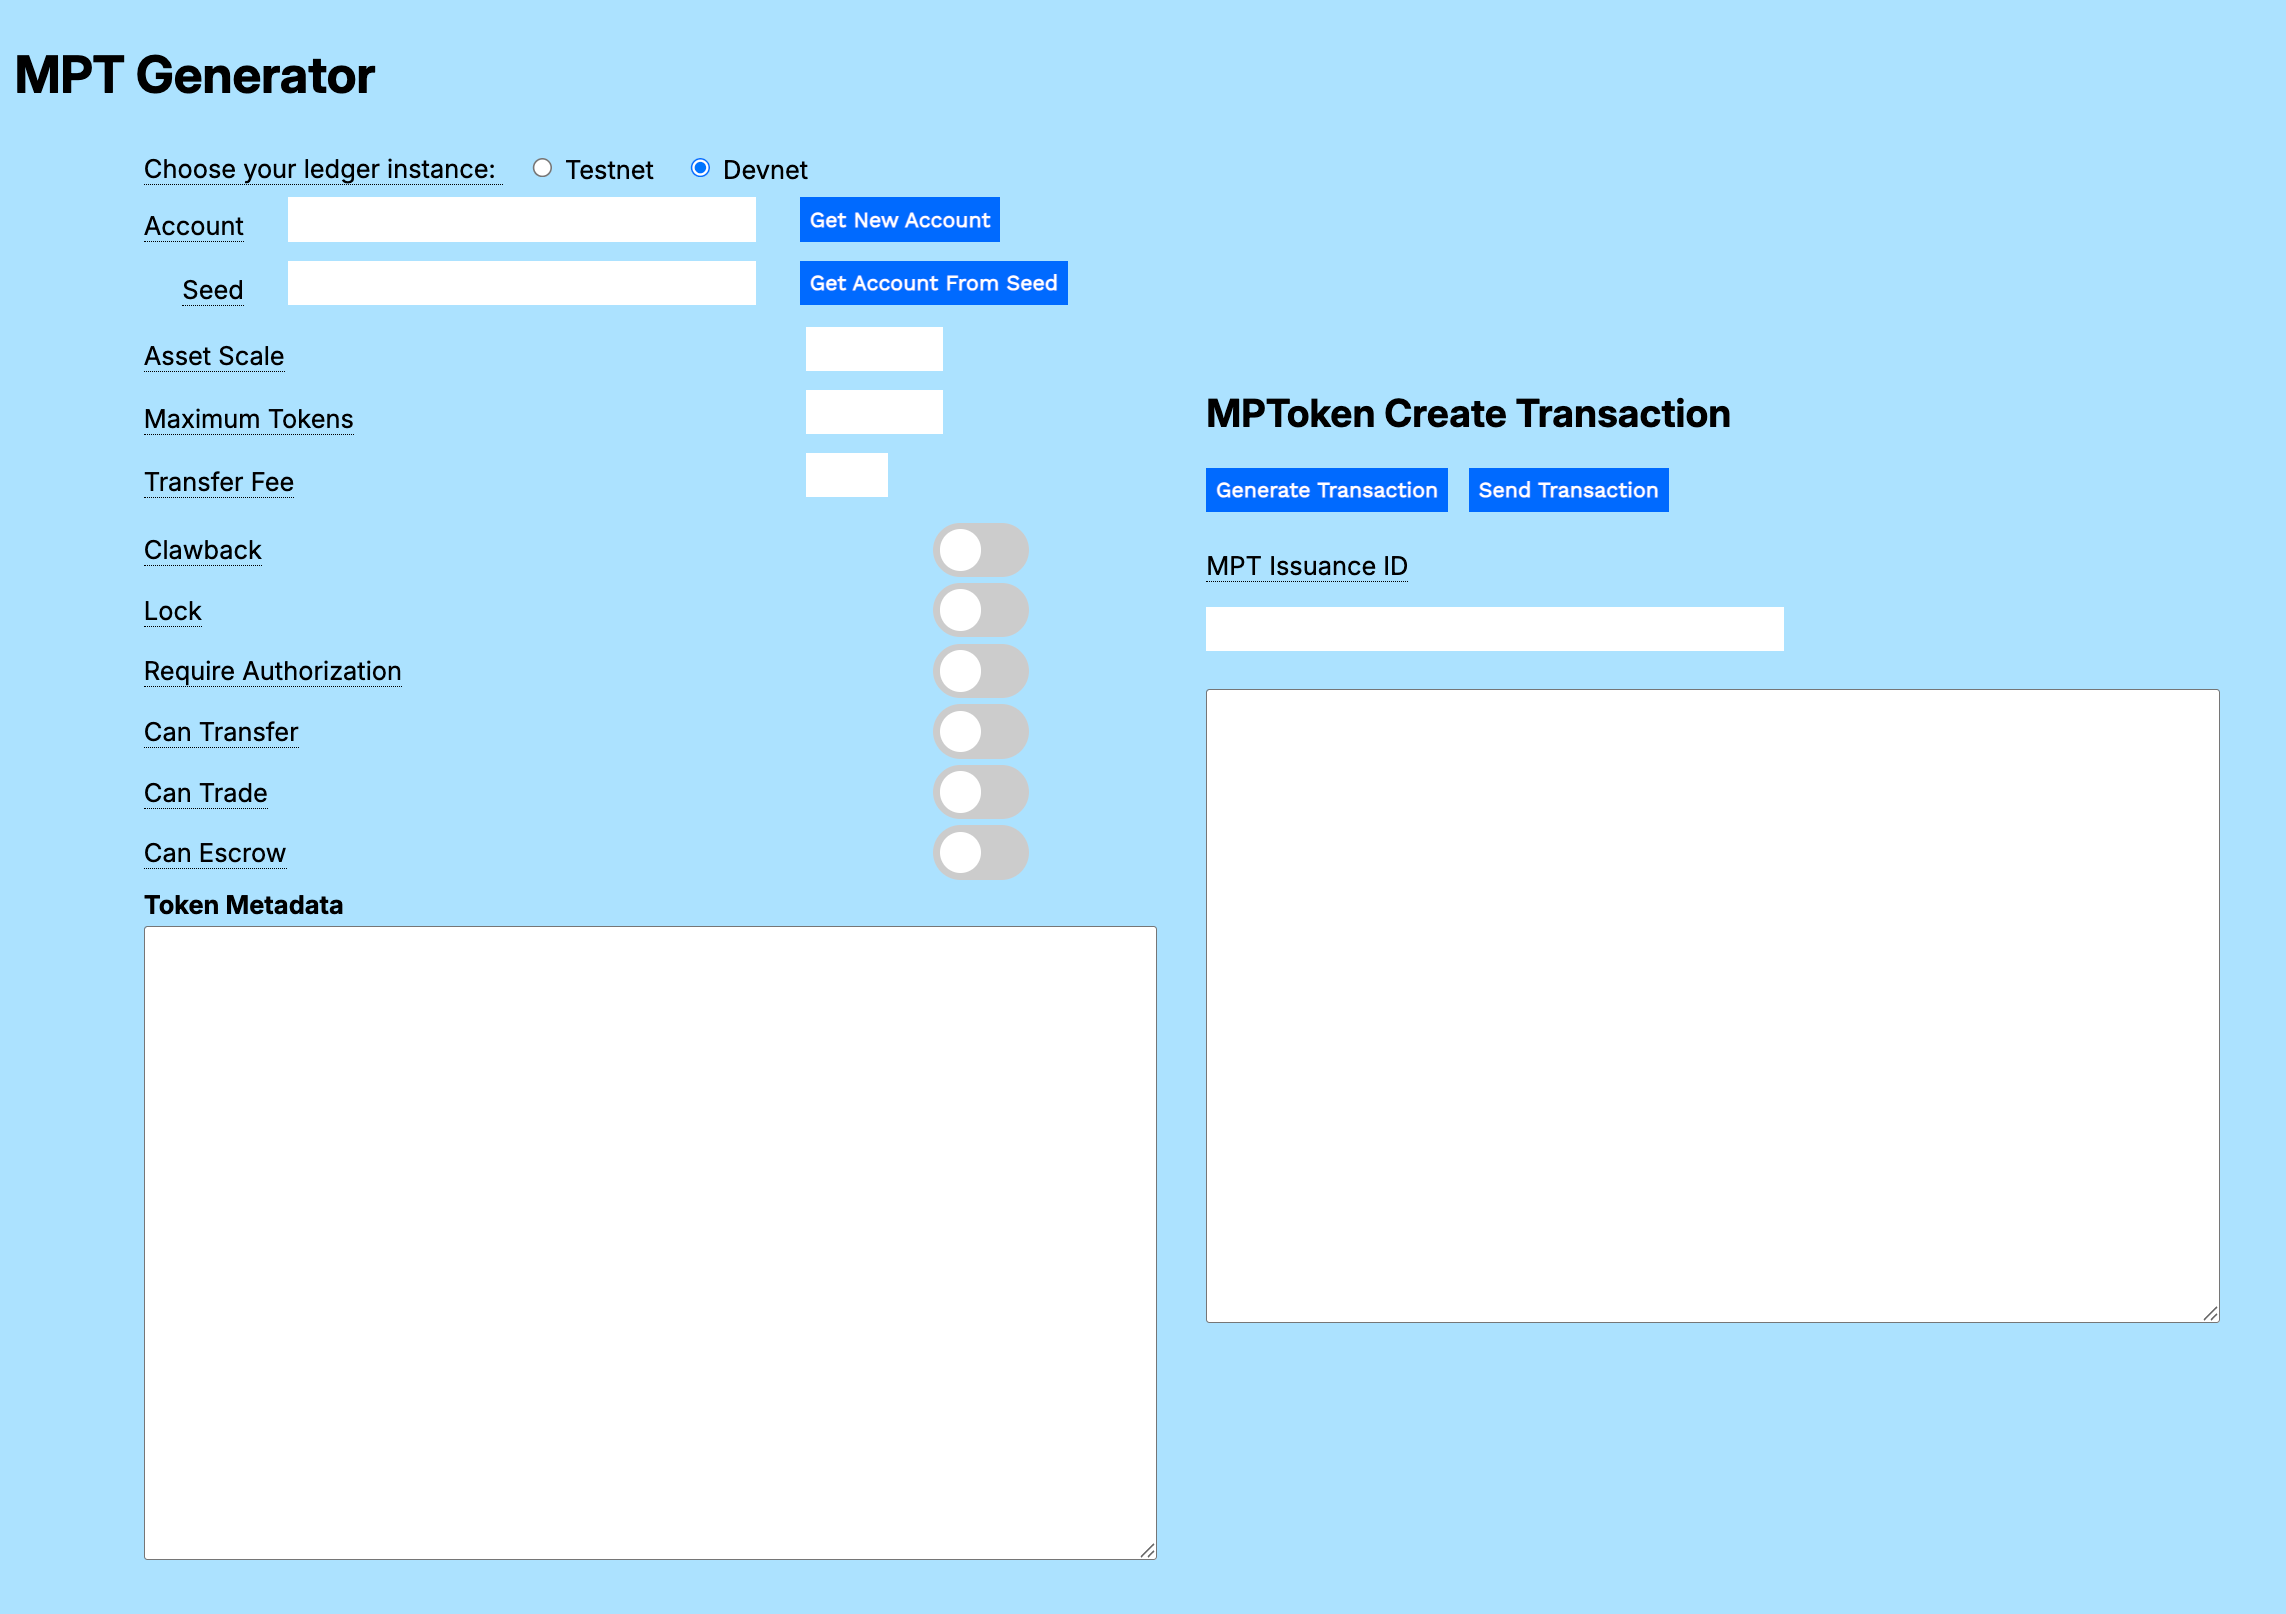 MPT Generator
Choose your ledger instance: Testnet Devnet
Account Get New Account
Seed Get Account From Seed
Asset Scale
Maximum Tokens
Transfer Fee
Clawback
Lock
Require Authorization
Can Transfer
Can Trade
Can Escrow
Token Metadata
MPToken Create Transaction
Generate Transaction Send Transaction
MPT Issuance ID